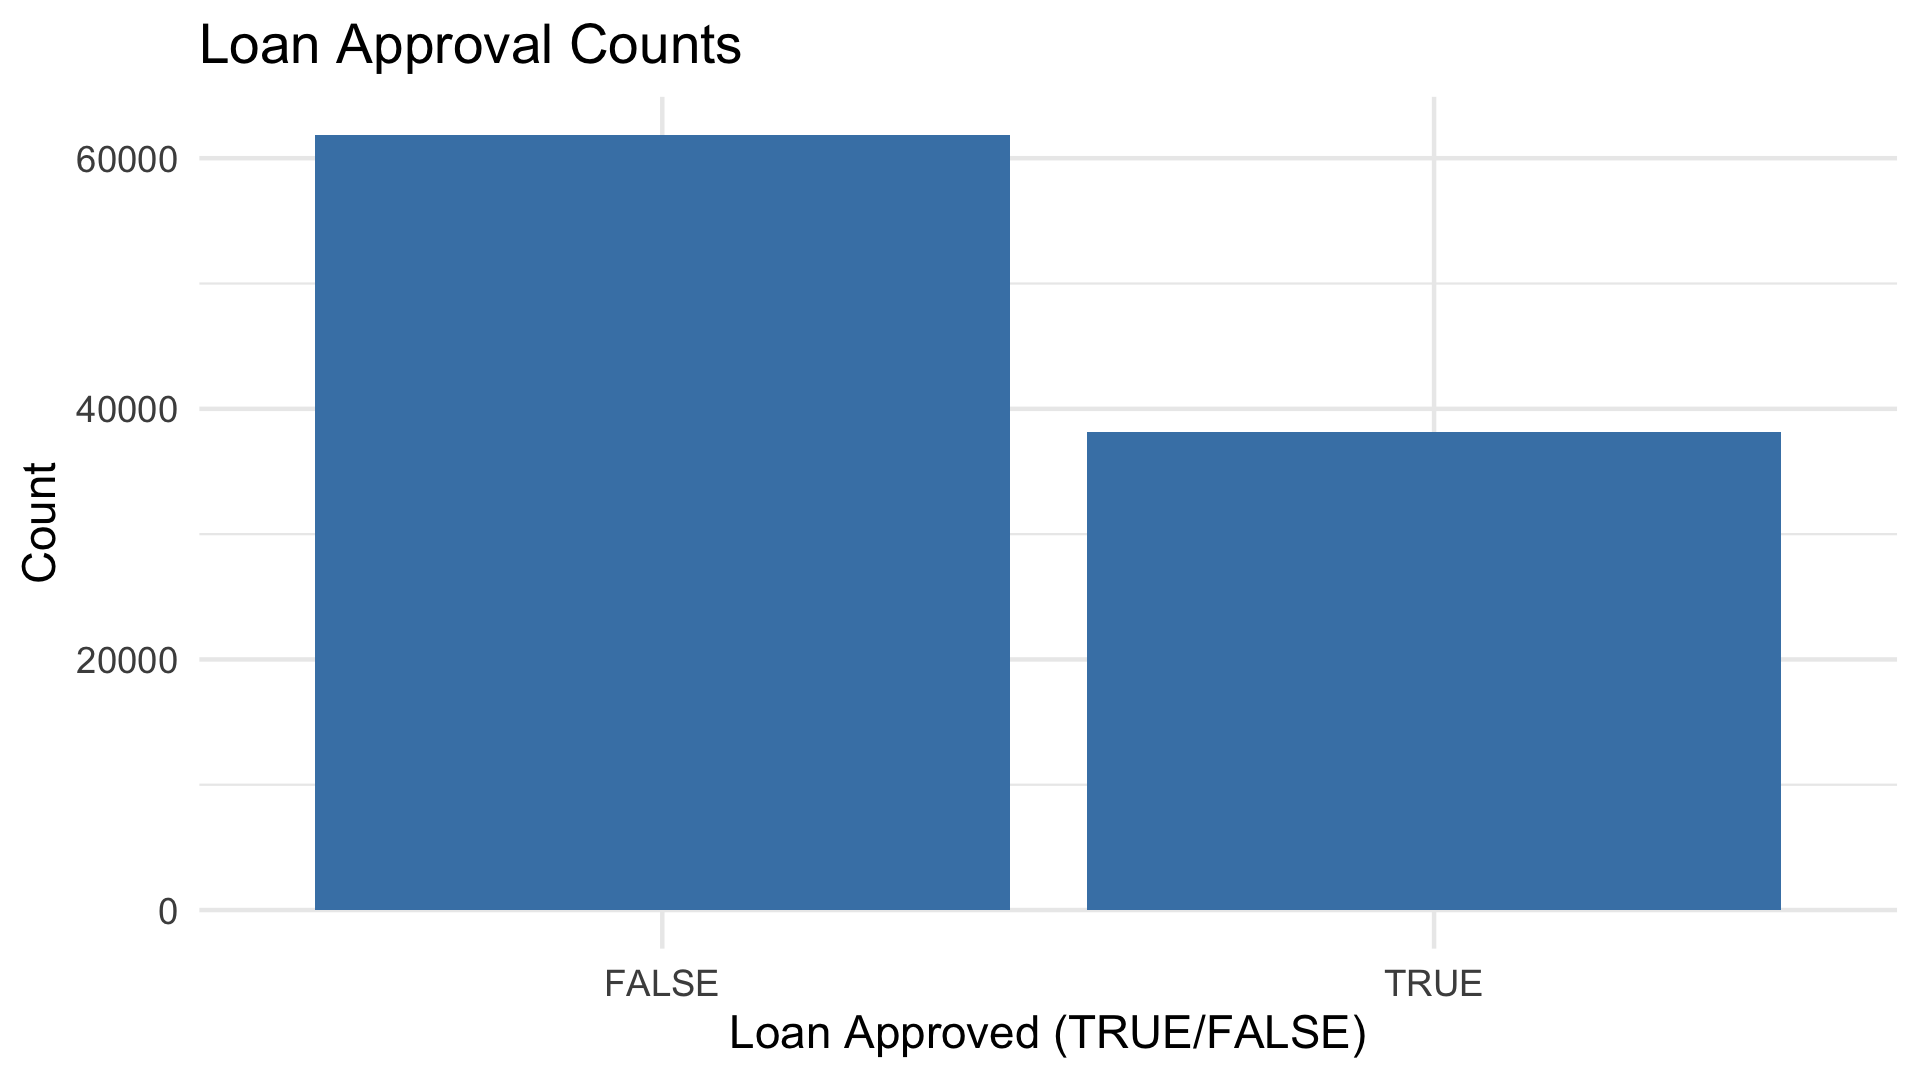 Loan Approval Counts
60000
40000
20000
0
Count
FALSE TRUE
Loan Approved (TRUE/FALSE)